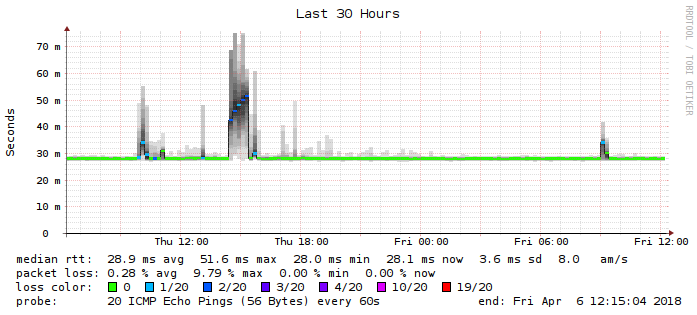 Last 30 Hours
RRDTOOL / TOBI OETIKER
Seconds
70 m
60 m
50 m
40 m
30 m
20 m
10 m
0
Thu 12:00 Thu 18:00 Fri 00:00 Fri 06:00 Fri 12:00
median rtt: 28.9 ms avg 51.6 ms max 28.0 ms min 28.1 ms now 3.6 ms sd 8.0 am/s
packet loss: 0.28 % avg 9.79 % max 0.00 % min 0.00 % now
loss color: 0 1/20 2/20 3/20 4/20 10/20 19/20
probe: 20 ICMP Echo Pings (56 Bytes) every 60s end: Fri Apr 6 12:15:04 2018